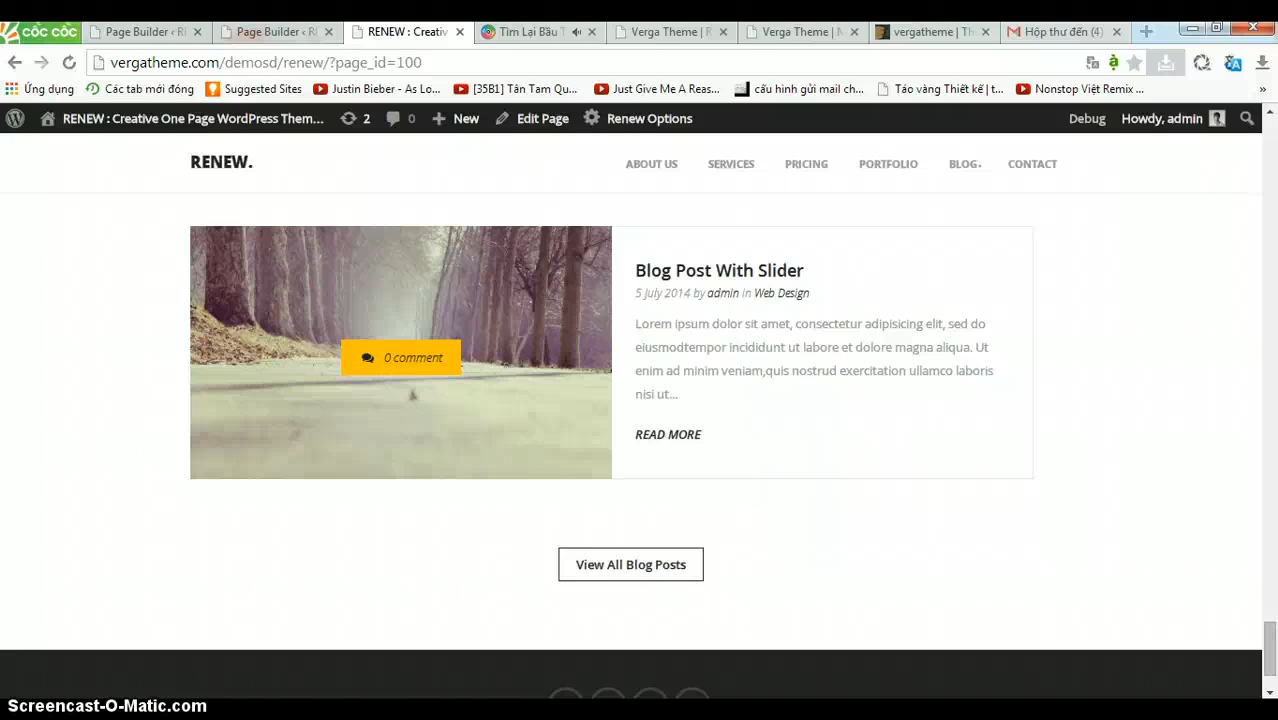 CỐC CỐC
Page Builder ‹ RI
Page Builder ‹ RI
RENEW : Creativ
Tìm Lại Bầu T
Verga Theme | R
Verga Theme | M
vergatheme | Th
Hộp thư đến (4)
vergatheme.com/demosd/renew/?page_id=100
Ứng dụng
Các tab mới đóng
Suggested Sites
Justin Bieber - As Lo...
[35B1] Tân Tam Qu...
Just Give Me A Reas...
cấu hình gửi mail ch...
Táo vàng Thiết kế | t...
Nonstop Việt Remix ...
»
RENEW : Creative One Page WordPress Them...
2
0
New
Edit Page
Renew Options
Debug
Howdy, admin
RENEW.
ABOUT US
SERVICES
PRICING
PORTFOLIO
BLOG
CONTACT
0 comment
Blog Post With Slider
5 July 2014 by admin in Web Design
Lorem ipsum dolor sit amet, consectetur adipisicing elit, sed do
eiusmodtempor incididunt ut labore et dolore magna aliqua. Ut
enim ad minim veniam,quis nostrud exercitation ullamco laboris
nisi ut...
READ MORE
View All Blog Posts
Screencast-O-Matic.com